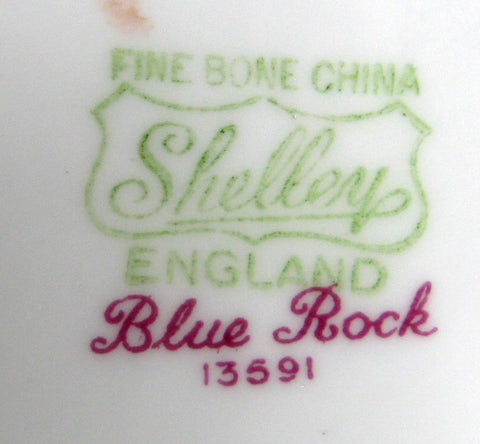 FINE BONE CHINA
Shelley
ENGLAND
Blue Rock
13591